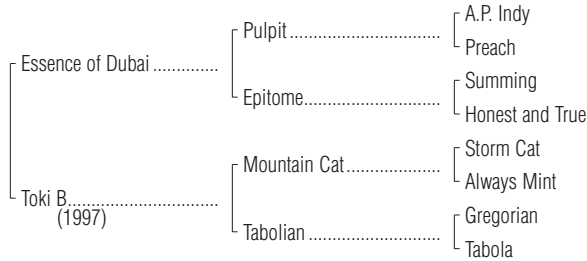 A.P. Indy
Pulpit
Preach
Essence of Dubai
Summing
Epitome
Honest and True
Storm Cat
Mountain Cat
Always Mint
Toki B.
(1997)
Gregorian
Tabolian
Tabola